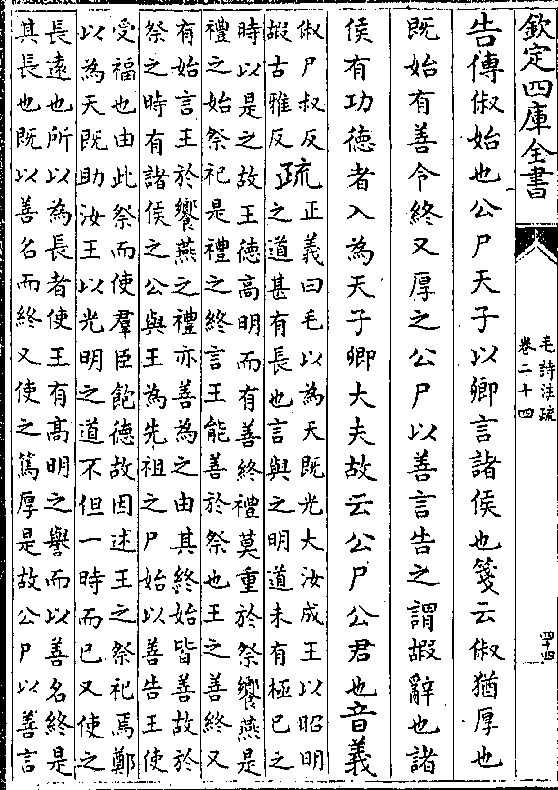 欽定四庫全書
毛詩注疏
卷二十四
四十四
告傳俶始也公尸天子以卿言諸侯也箋云俶猶厚也
既始有善令終又厚之公尸以善言告之謂嘏辭也諸
侯有功德者入為天子卿大夫故云公尸公君也音義
俶尸叔反
嘏古雅反
疏
正義曰毛以為天既光大汝成王以昭明
之道甚有長也言與之明道未有極已之
時以是之故王德高明而有善終禮莫重於祭饗燕是
禮之始祭祀是禮之終言王能善於祭也王之善終又
有始言王於饗燕之禮亦善為之由其終始皆善故於
祭之時有諸侯之公與王為先祖之尸始以善告王使
受福也由此祭而使羣臣飽德故因述王之祭祀焉鄭
以為天既助汝王以光明之道不但一時而已又使之
長遠也所以為長者使王有高明之譽而以善名終是
其長也既以善名而終又使之篤厚是故公尸以善言